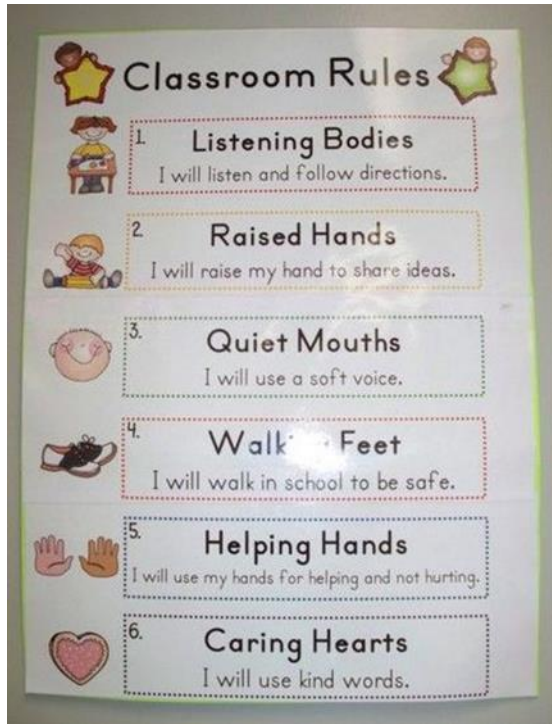 Classroom Rules
1.
Listening Bodies
I will listen and follow directions.
2
Raised Hands
I will raise my hand to share ideas.
3.
Quiet Mouths
I will use a soft voice.
4.
Walking Feet
I will walk in school to be safe.
5.
Helping Hands
I will use my hands for helping and not hurting.
6.
Caring Hearts
I will use kind words.